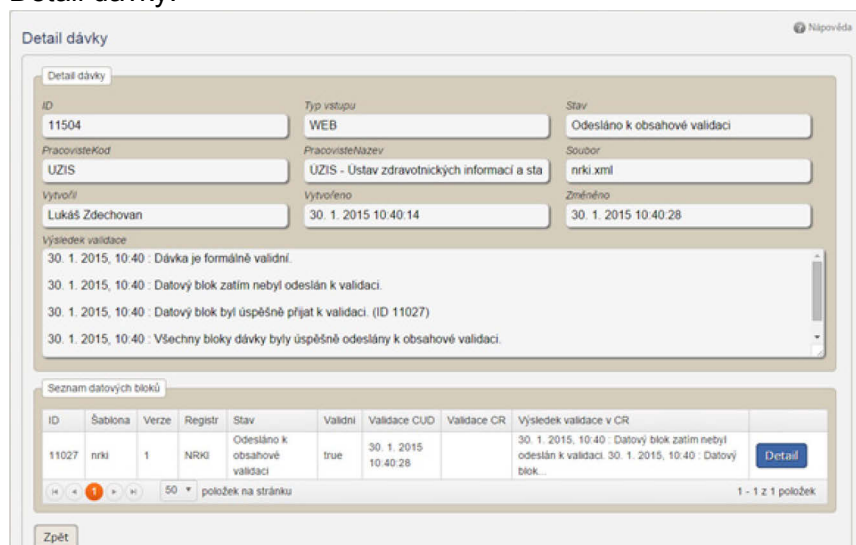 Detail dávky
Nápověda
Detail dávky
ID
Typ vstupu
Stav
11504
WEB
Odesláno k obsahové validaci
PracovisteKod
PracovisteNazev
Soubor
UZIS
ÚZIS - Ústav zdravotnických informací a sta
nrki.xml
Vytvořil
Vytvořeno
Změněno
Lukáš Zdechovan
30. 1. 2015 10:40:14
30. 1. 2015 10:40:28
Výsledek validace
30. 1. 2015, 10:40 : Dávka je formálně validní.
30. 1. 2015, 10:40 : Datový blok zatím nebyl odeslán k validaci.
30. 1. 2015, 10:40 : Datový blok byl úspěšně přijat k validaci. (ID 11027)
30. 1. 2015, 10:40 : Všechny bloky dávky byly úspěšně odeslány k obsahové validaci.
Seznam datových bloků
ID Šablona Verze Registr Stav Validní Validace CUD Validace CR Výsledek validace v CR
11027 nrki 1 NRKI Odesláno k obsahové validaci true 30. 1. 2015 10:40:28 30. 1. 2015, 10:40 : Datový blok zatím nebyl odeslán k validaci. 30. 1. 2015, 10:40 : Datový blok... Detail
1 50 položek na stránku 1 - 1 z 1 položek
Zpět